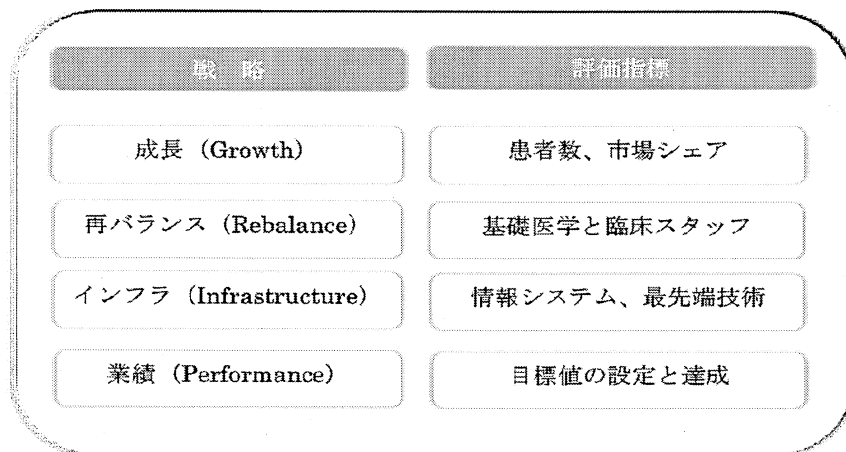 戦　略
評価指標
成長 (Growth)
患者数、市場シェア
再バランス (Rebalance)
基礎医学と臨床スタッフ
インフラ (Infrastructure)
情報システム、最先端技術
業績 (Performance)
目標値の設定と達成